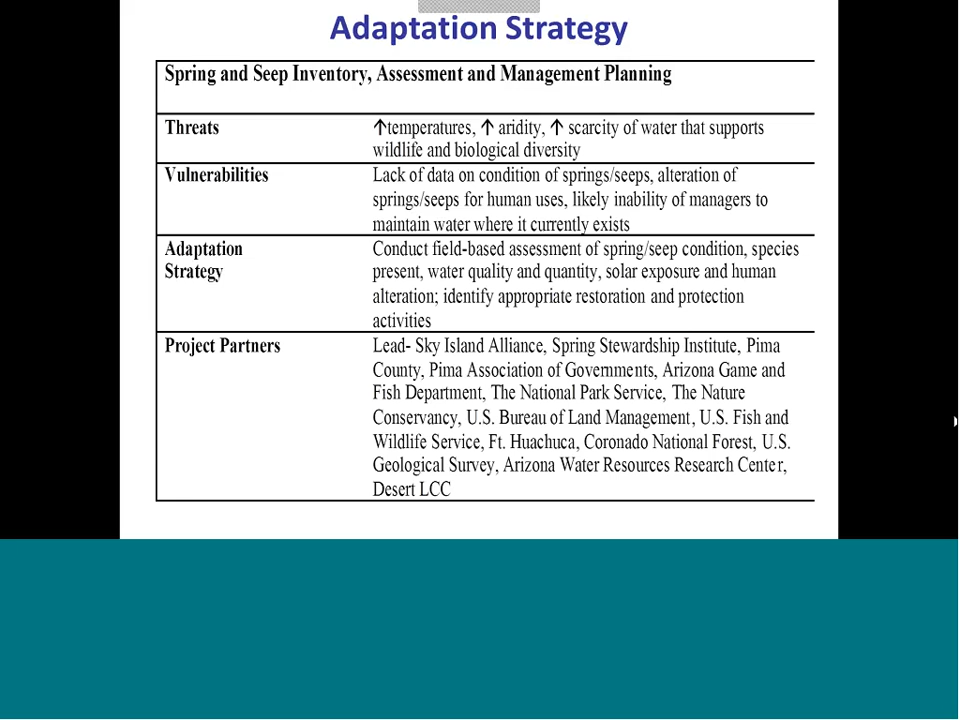 Adaptation Strategy
Spring and Seep Inventory, Assessment and Management Planning
Threats
↑temperatures, ↑ aridity, ↑ scarcity of water that supports
wildlife and biological diversity
Vulnerabilities
Lack of data on condition of springs/seeps, alteration of
springs/seeps for human uses, likely inability of managers to
maintain water where it currently exists
Adaptation
Strategy
Conduct field-based assessment of spring/seep condition, species
present, water quality and quantity, solar exposure and human
alteration; identify appropriate restoration and protection
activities
Project Partners
Lead- Sky Island Alliance, Spring Stewardship Institute, Pima
County, Pima Association of Governments, Arizona Game and
Fish Department, The National Park Service, The Nature
Conservancy, U.S. Bureau of Land Management, U.S. Fish and
Wildlife Service, Ft. Huachuca, Coronado National Forest, U.S.
Geological Survey, Arizona Water Resources Research Center,
Desert LCC